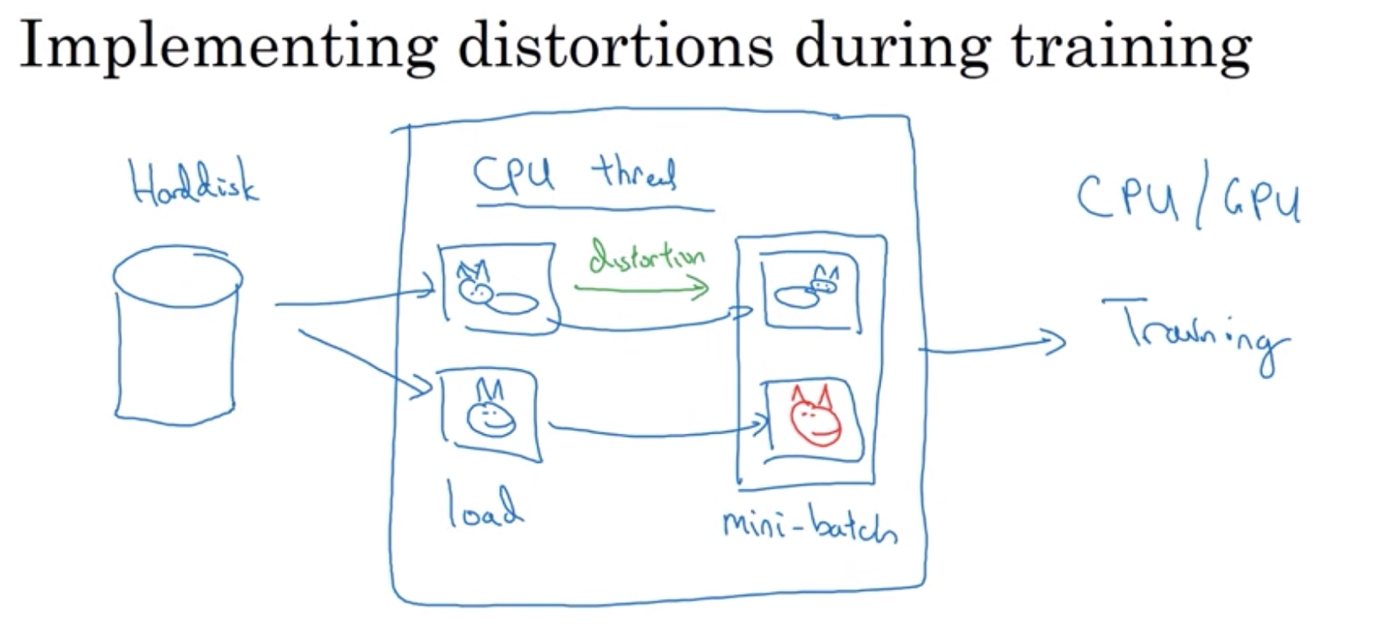 Implementing distortions during training
Harddisk
CPU thread
distortion
load
mini-batch
CPU/GPU
Training